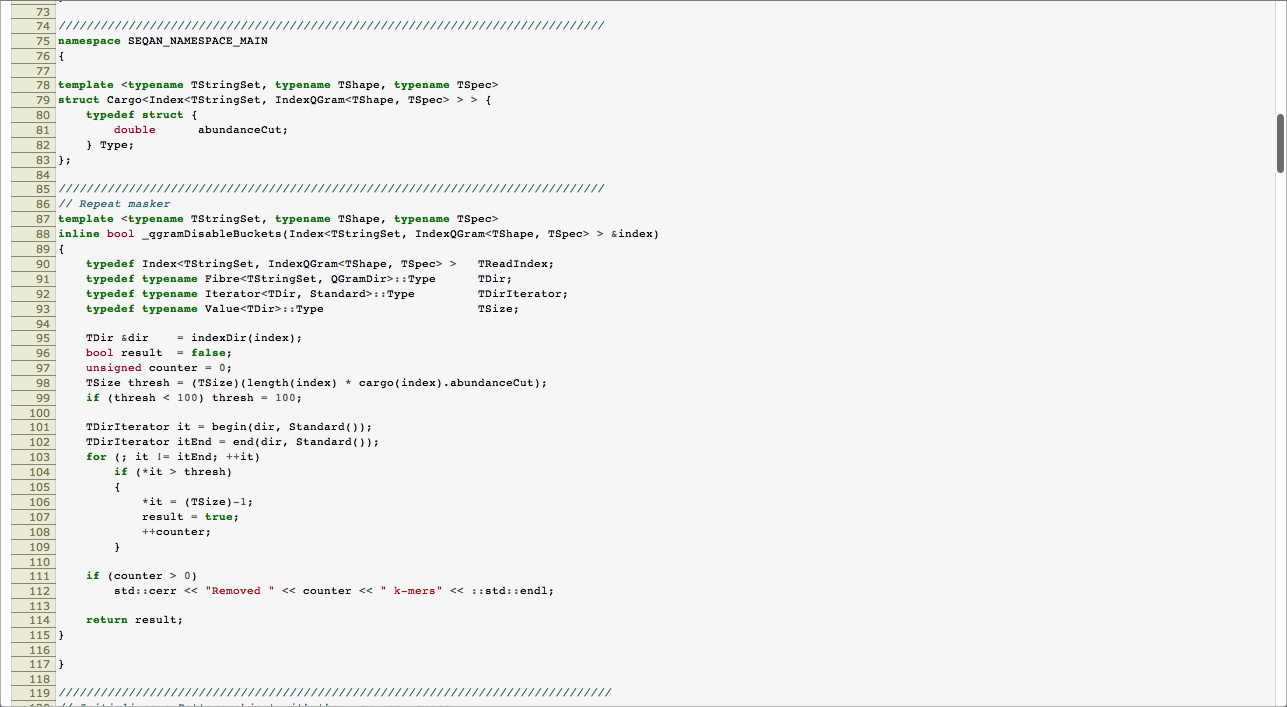 73
74 //////////////////////////////////////////////////////////////////////////////
75 namespace SEQAN_NAMESPACE_MAIN
76 {
77
78 template <typename TStringSet, typename TShape, typename TSpec>
79 struct Cargo<Index<TStringSet, IndexQGram<TShape, TSpec> > > {
80     typedef struct {
81         double      abundanceCut;
82     } Type;
83 };
84
85 //////////////////////////////////////////////////////////////////////////////
86 // Repeat masker
87 template <typename TStringSet, typename TShape, typename TSpec>
88 inline bool _qgramDisableBuckets(Index<TStringSet, IndexQGram<TShape, TSpec> > &index)
89 {
90     typedef Index<TStringSet, IndexQGram<TShape, TSpec> >   TReadIndex;
91     typedef typename Fibre<TStringSet, QGramDir>::Type      TDir;
92     typedef typename Iterator<TDir, Standard>::Type         TDirIterator;
93     typedef typename Value<TDir>::Type                      TSize;
94
95     TDir &dir    = indexDir(index);
96     bool result  = false;
97     unsigned counter = 0;
98     TSize thresh = (TSize)(length(index) * cargo(index).abundanceCut);
99     if (thresh < 100) thresh = 100;
100
101     TDirIterator it = begin(dir, Standard());
102     TDirIterator itEnd = end(dir, Standard());
103     for (; it != itEnd; ++it)
104         if (*it > thresh)
105         {
106             *it = (TSize)-1;
107             result = true;
108             ++counter;
109         }
110
111     if (counter > 0)
112         std::cerr << "Removed " << counter << " k-mers" << ::std::endl;
113
114     return result;
115 }
116
117 }
118
119 ///////////////////////////////////////////////////////////////////////////////